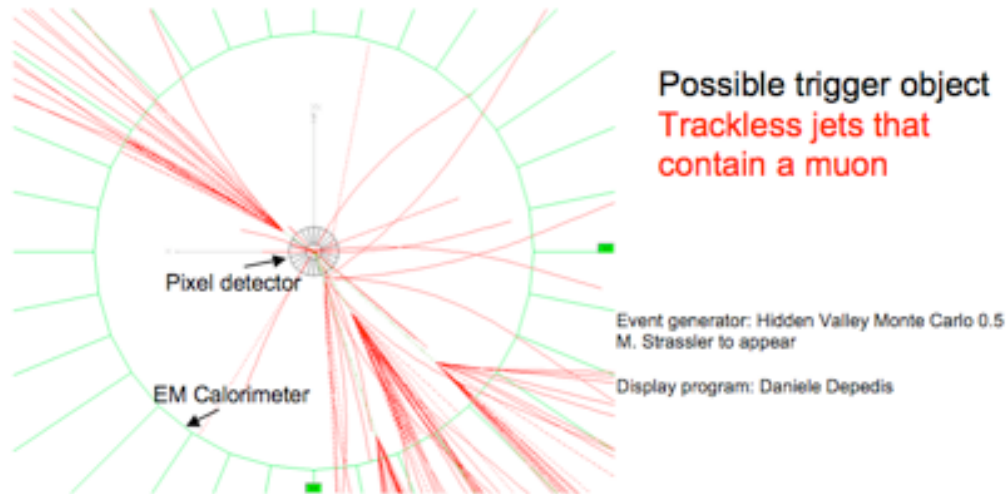 Possible trigger object
Trackless jets that
contain a muon
Pixel detector
Event generator: Hidden Valley Monte Carlo 0.5
M. Strassler to appear
Display program: Daniele Depedis
EM Calorimeter